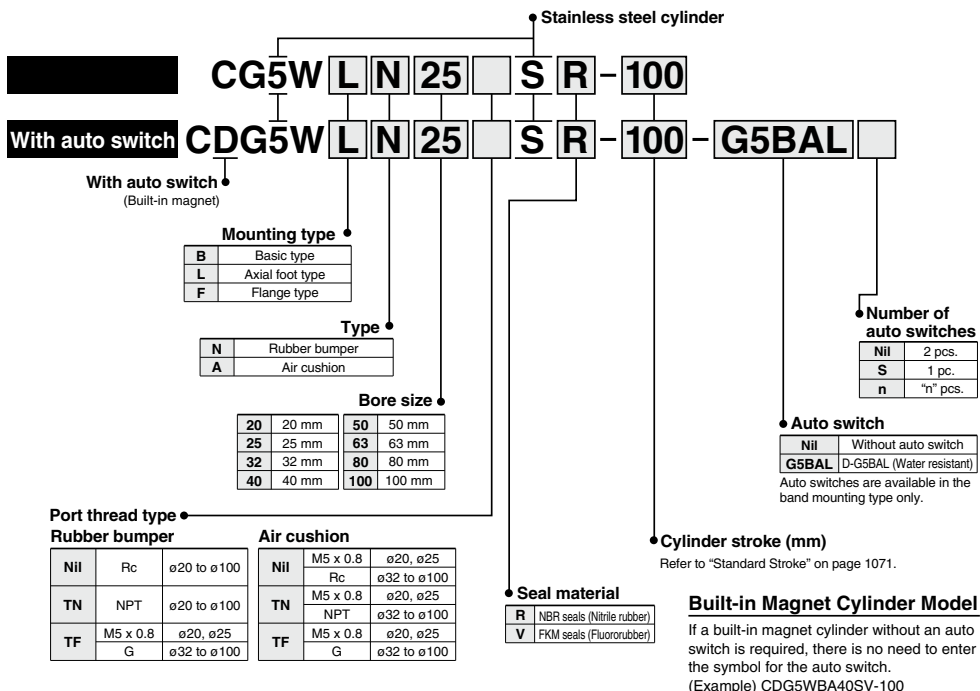 Stainless steel cylinder
CG5W L N 25 S R - 100
With auto switch CDG5W L N 25 S R - 100 - G5BAL
With auto switch
(Built-in magnet)
Mounting type
B Basic type
L Axial foot type
F Flange type
Type
N Rubber bumper
A Air cushion
Bore size
20 20 mm 50 50 mm
25 25 mm 63 63 mm
32 32 mm 80 80 mm
40 40 mm 100 100 mm
Port thread type
Rubber bumper
Nil Rc ø20 to ø100
TN NPT ø20 to ø100
TF M5 x 0.8 ø20, ø25
G ø32 to ø100
Air cushion
Nil M5 x 0.8 ø20, ø25
Rc ø32 to ø100
TN M5 x 0.8 ø20, ø25
NPT ø32 to ø100
TF M5 x 0.8 ø20, ø25
G ø32 to ø100
Seal material
R NBR seals (Nitrile rubber)
V FKM seals (Fluororubber)
Cylinder stroke (mm)
Refer to “Standard Stroke” on page 1071.
Auto switch
Nil Without auto switch
G5BAL D-G5BAL (Water resistant)
Auto switches are available in the
band mounting type only.
Number of
auto switches
Nil 2 pcs.
S 1 pc.
n “n” pcs.
Built-in Magnet Cylinder Model
If a built-in magnet cylinder without an auto
switch is required, there is no need to enter
the symbol for the auto switch.
(Example) CDG5WBA40SV-100